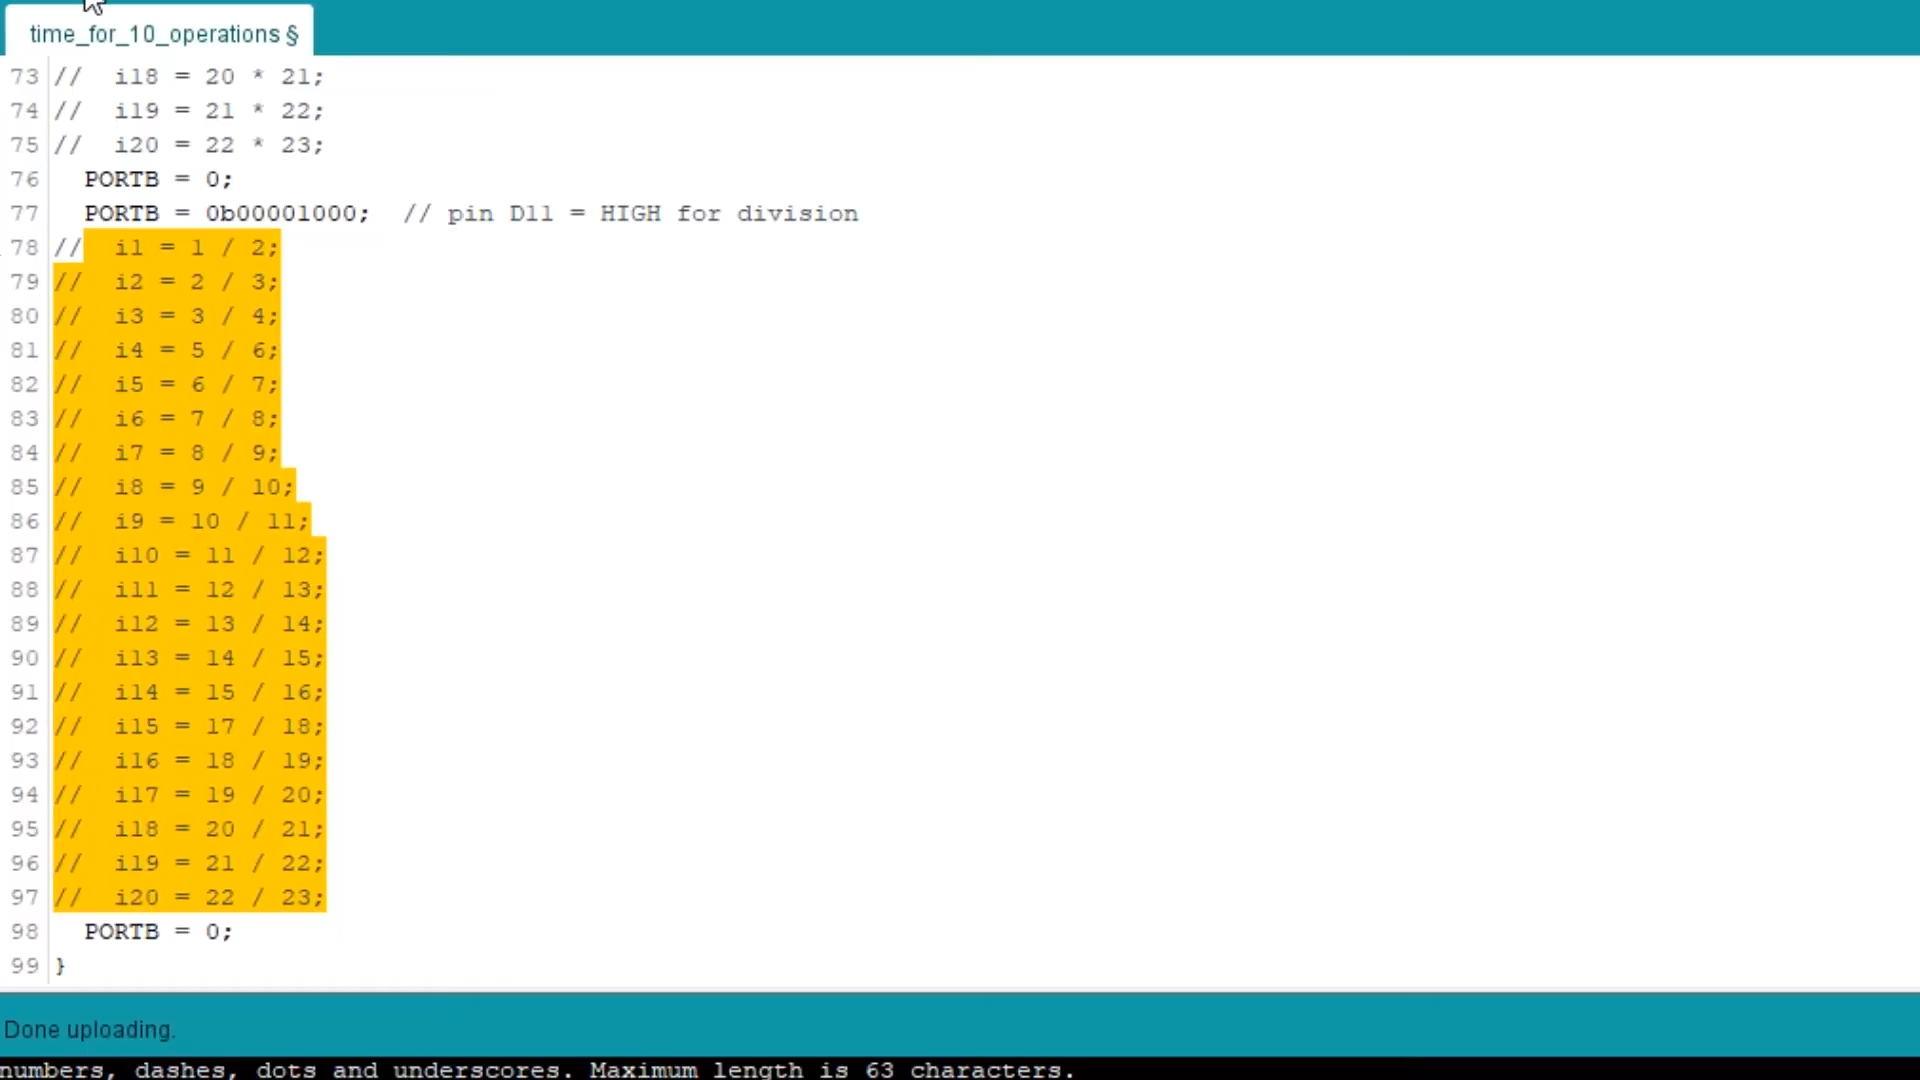 time_for_10_operations §
73 //  i18 = 20 * 21;
74 //  i19 = 21 * 22;
75 //  i20 = 22 * 23;
76   PORTB = 0;
77   PORTB = 0b00001000;  // pin D11 = HIGH for division
78 //  i1 = 1 / 2;
79 //  i2 = 2 / 3;
80 //  i3 = 3 / 4;
81 //  i4 = 5 / 6;
82 //  i5 = 6 / 7;
83 //  i6 = 7 / 8;
84 //  i7 = 8 / 9;
85 //  i8 = 9 / 10;
86 //  i9 = 10 / 11;
87 //  i10 = 11 / 12;
88 //  i11 = 12 / 13;
89 //  i12 = 13 / 14;
90 //  i13 = 14 / 15;
91 //  i14 = 15 / 16;
92 //  i15 = 17 / 18;
93 //  i16 = 18 / 19;
94 //  i17 = 19 / 20;
95 //  i18 = 20 / 21;
96 //  i19 = 21 / 22;
97 //  i20 = 22 / 23;
98   PORTB = 0;
99 }
Done uploading.
numbers, dashes, dots and underscores. Maximum length is 63 characters.